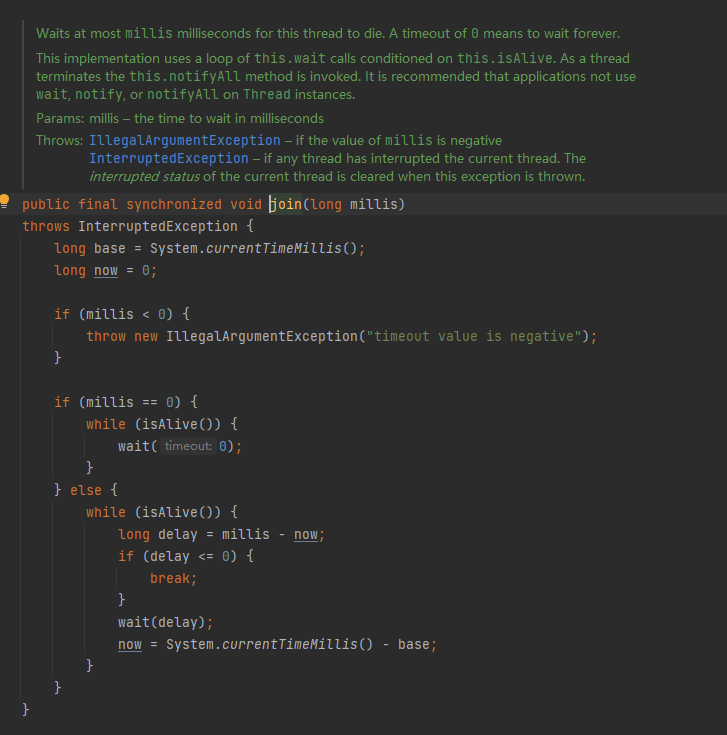 Waits at most millis milliseconds for this thread to die. A timeout of 0 means to wait forever.
This implementation uses a loop of this.wait calls conditioned on this.isAlive. As a thread
terminates the this.notifyAll method is invoked. It is recommended that applications not use
wait, notify, or notifyAll on Thread instances.
Params: millis – the time to wait in milliseconds
Throws: IllegalArgumentException – if the value of millis is negative
InterruptedException – if any thread has interrupted the current thread. The
interrupted status of the current thread is cleared when this exception is thrown.
public final synchronized void join(long millis)
throws InterruptedException {
    long base = System.currentTimeMillis();
    long now = 0;
    if (millis < 0) {
        throw new IllegalArgumentException("timeout value is negative");
    }
    if (millis == 0) {
        while (isAlive()) {
            wait( timeout: 0);
        }
    } else {
        while (isAlive()) {
            long delay = millis - now;
            if (delay <= 0) {
                break;
            }
            wait(delay);
            now = System.currentTimeMillis() - base;
        }
    }
}